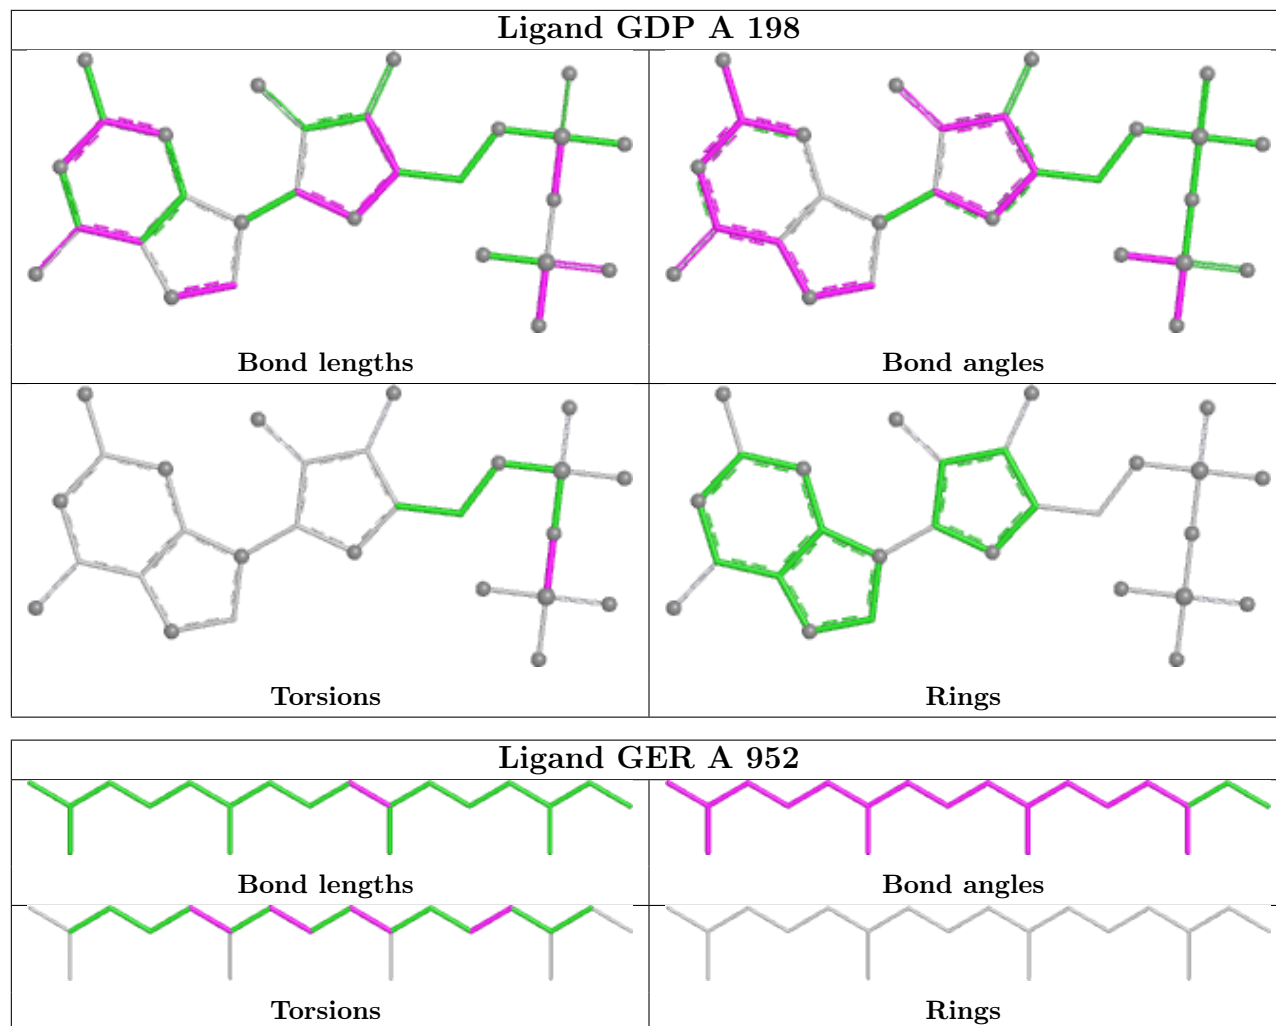 Ligand GDP A 198
Bond lengths
Bond angles
Torsions
Rings
Ligand GER A 952
Bond lengths
Bond angles
Torsions
Rings